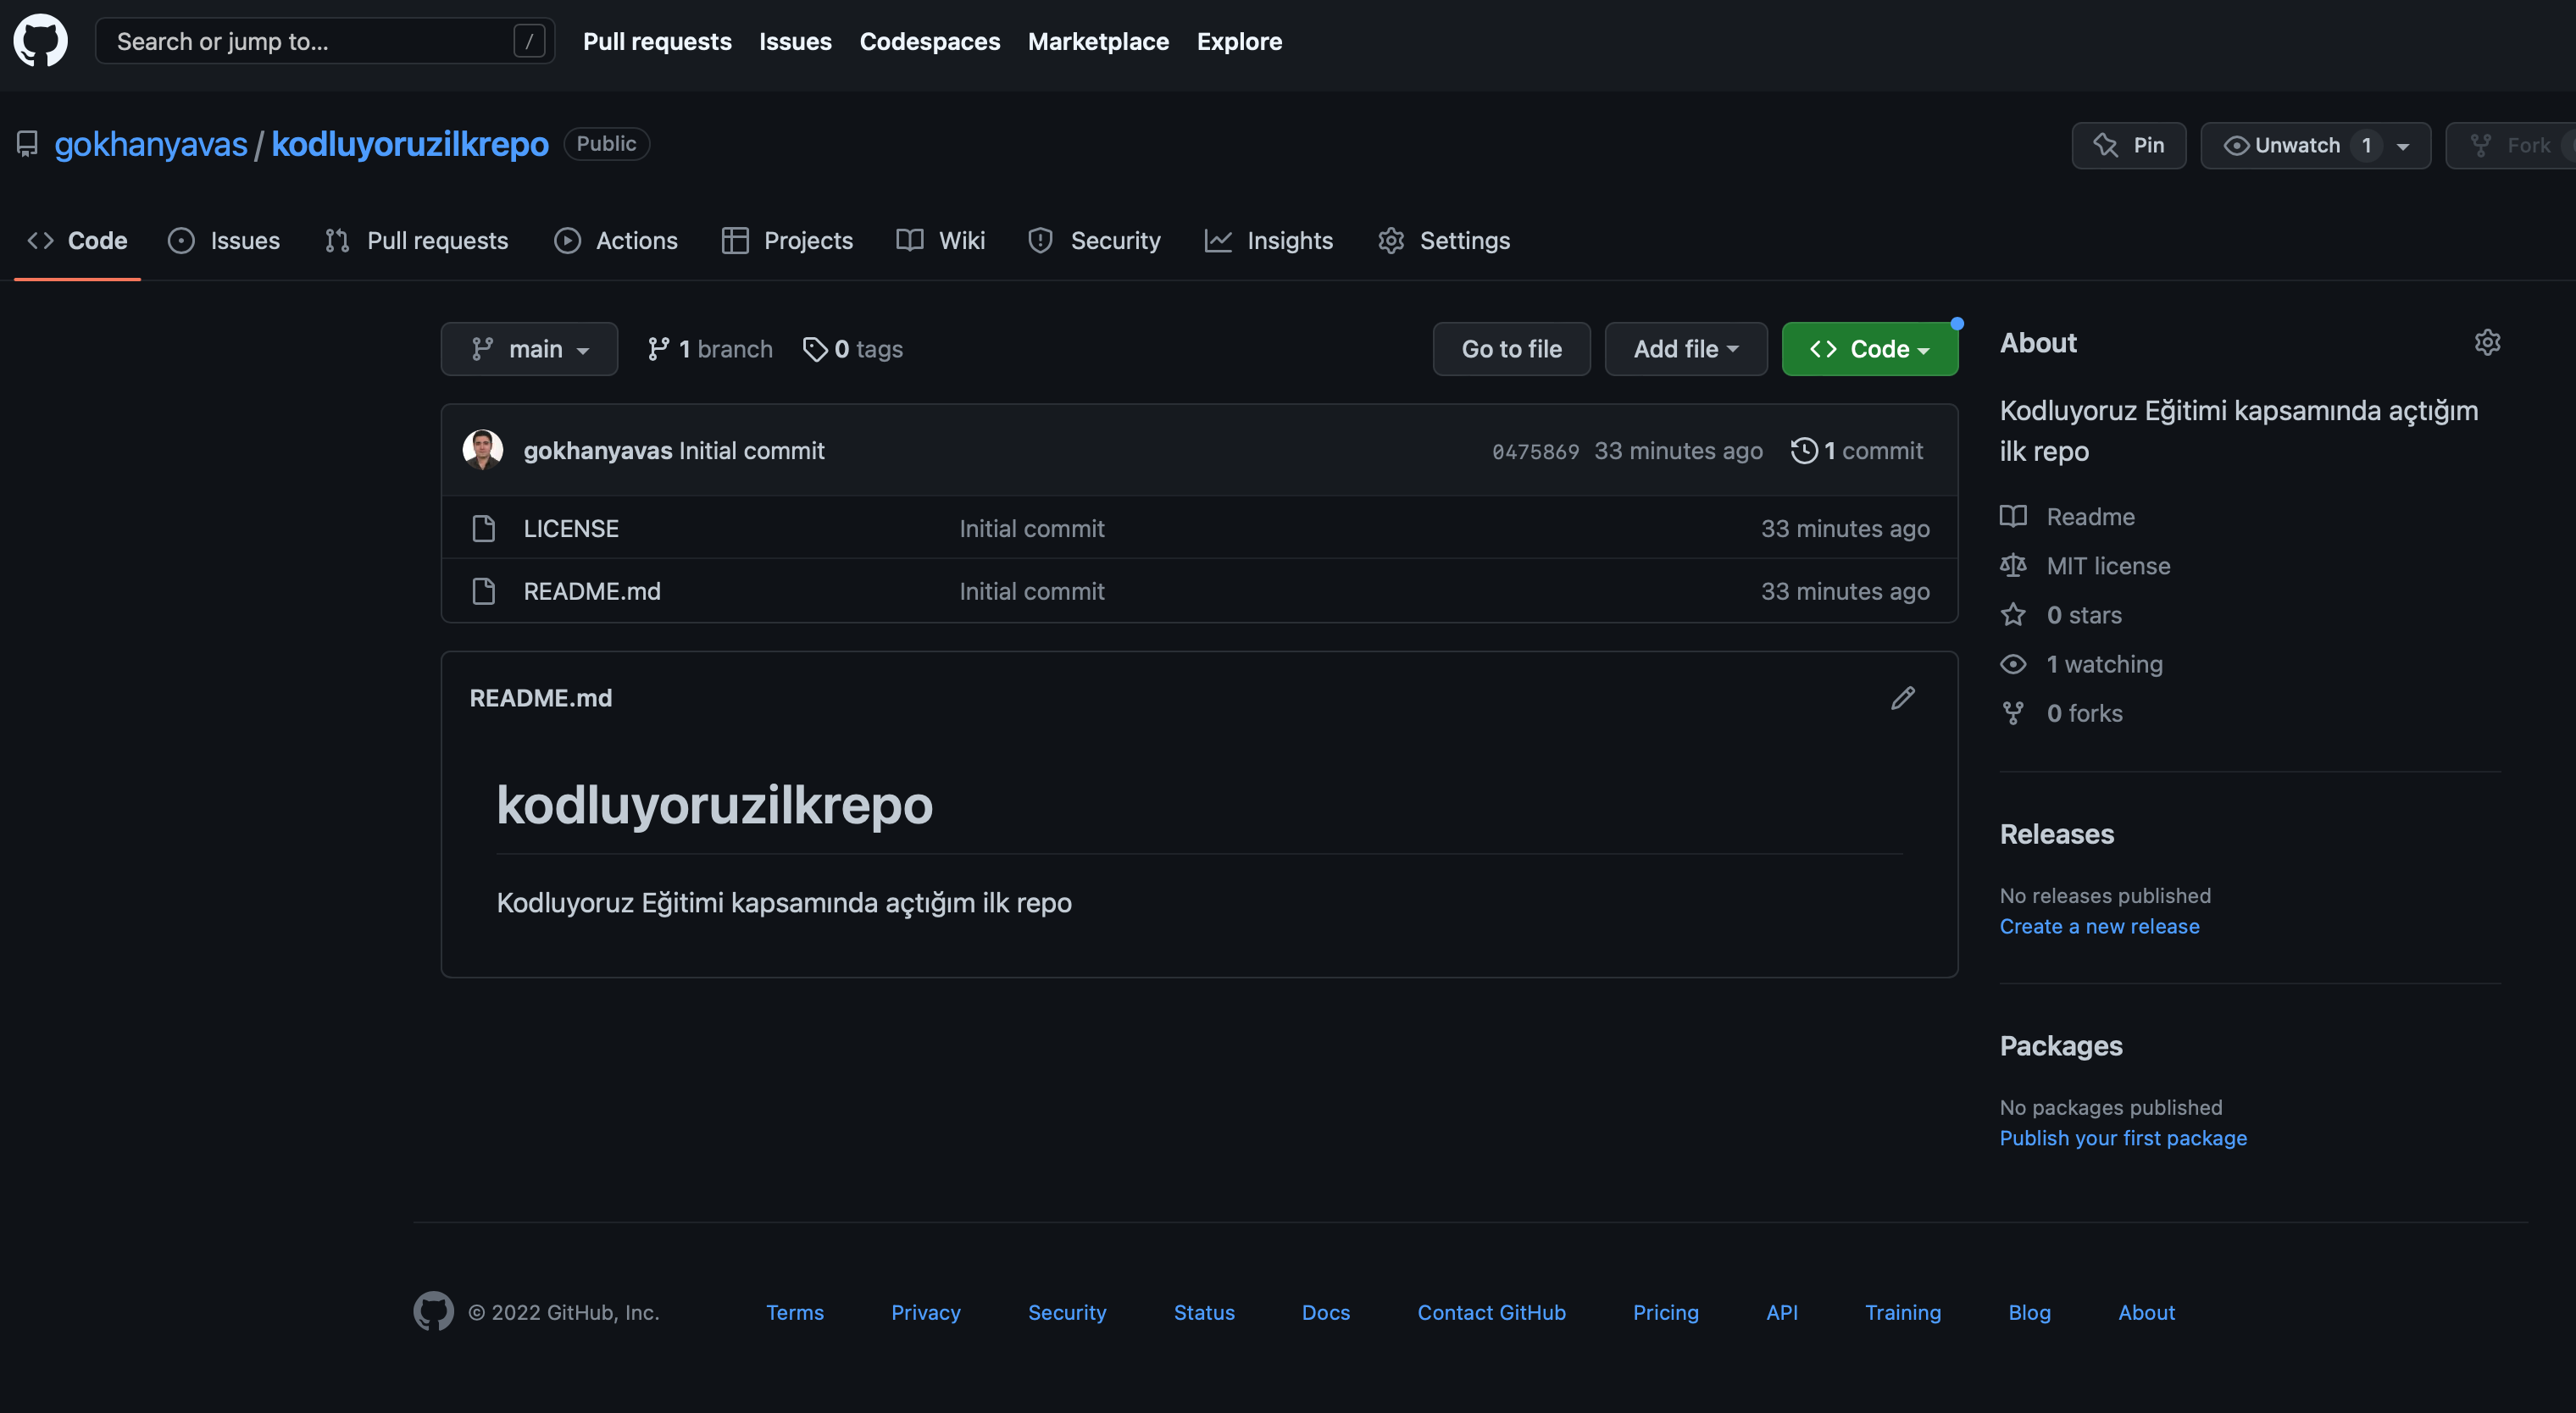 Search or jump to... /
Pull requests Issues Codespaces Marketplace Explore
gokhanyavas / kodluyoruzilkrepo Public
Pin Unwatch 1 Fork
Code Issues Pull requests Actions Projects Wiki Security Insights Settings
main 1 branch 0 tags Go to file Add file Code
gokhanyavas Initial commit 0475869 33 minutes ago 1 commit
LICENSE Initial commit 33 minutes ago
README.md Initial commit 33 minutes ago
README.md
kodluyoruzilkrepo
Kodluyoruz Eğitimi kapsamında açtığım ilk repo
About
Kodluyoruz Eğitimi kapsamında açtığım
ilk repo
Readme
MIT license
0 stars
1 watching
0 forks
Releases
No releases published
Create a new release
Packages
No packages published
Publish your first package
© 2022 GitHub, Inc. Terms Privacy Security Status Docs Contact GitHub Pricing API Training Blog About